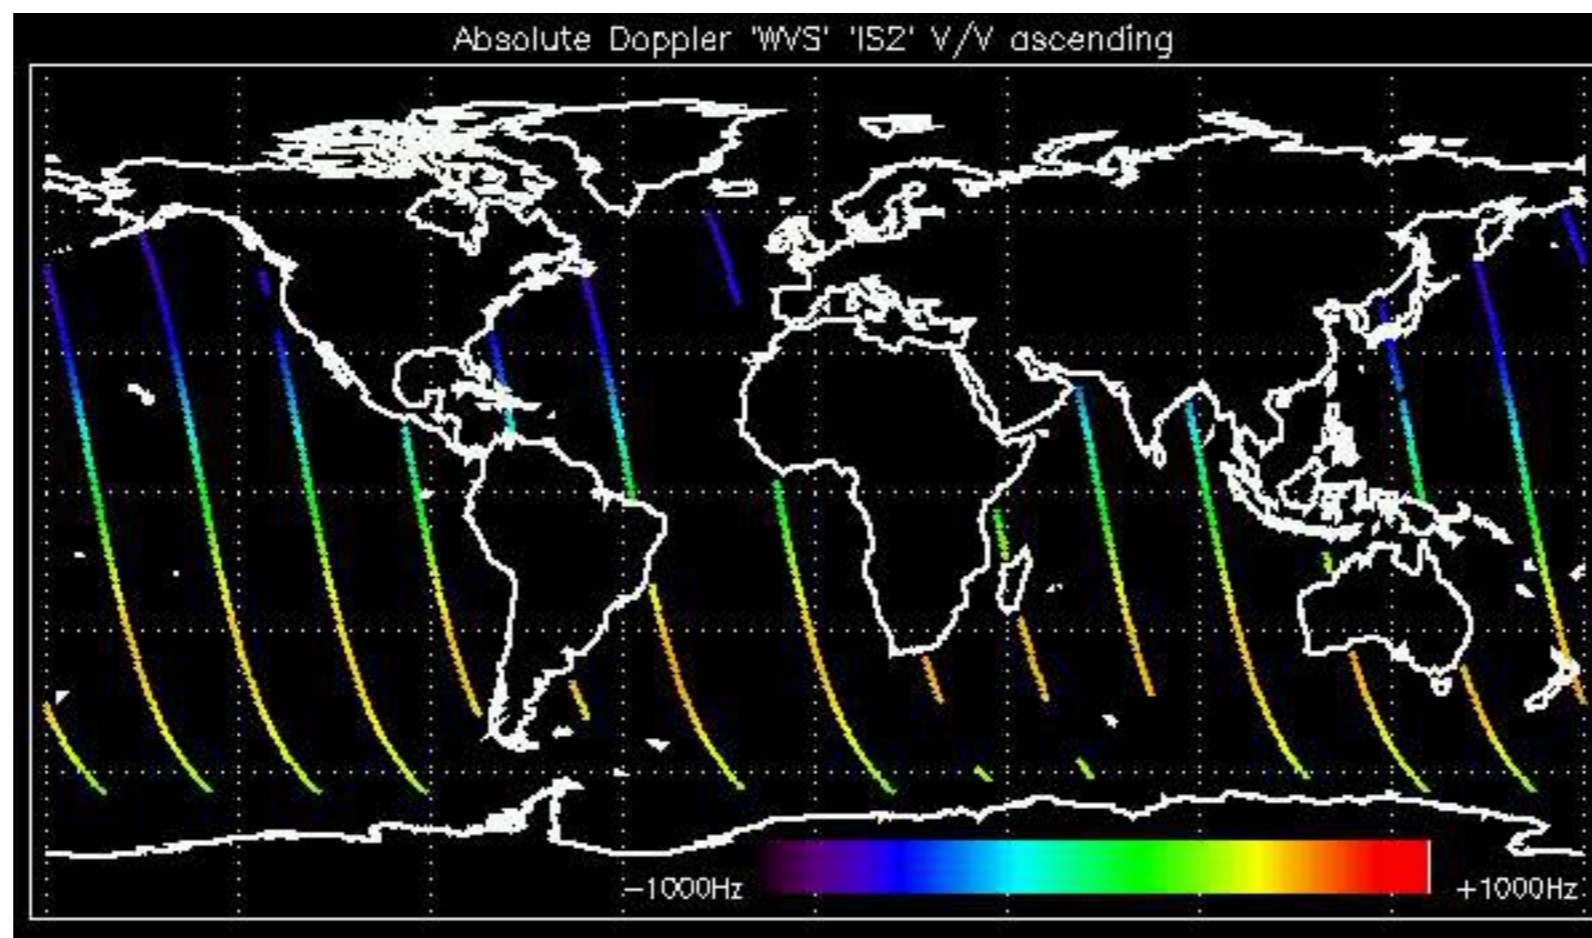 Absolute Doppler 'WVS' 'IS2' V/V ascending
−1000Hz +1000Hz